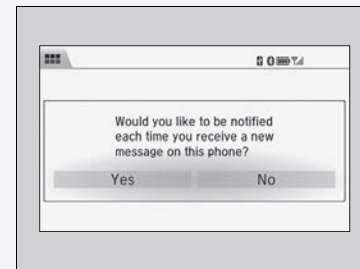 Would you like to be notified
each time you receive a new
message on this phone?
Yes No